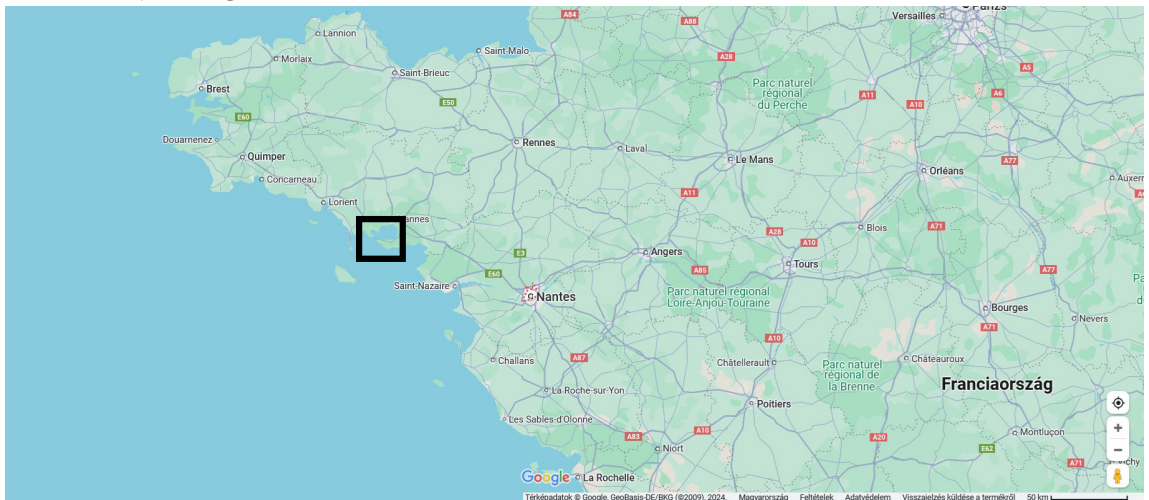 Lannion
Morlaix
Brest
Saint-Malo
Saint-Brieuc
E50
E60
Douarnenez
Quimper
Concarneau
Lorient
annes
Rennes
Laval
Le Mans
A84
A88
A28
Parc naturel
régional
du Perche
A11
A10
Versailles
A5
A6
A77
Orléans
Auxerr
A11
A28
A10
Blois
A71
E3
E60
Saint-Nazaire
Nantes
Angers
A85
Tours
Parc naturel régional
Loire-Anjou-Touraine
A10
A77
Bourges
A71
Nevers
Challans
A87
La Roche-sur-Yon
Les Sables-d'Olonne
A83
A10
Niort
Châtellerault
Parc naturel
régional de
la Brenne
Châteauroux
Poitiers
Franciaország
A20
E62
Montluçon
A71
Vichy
Google
La Rochelle
Térképadatok © Google, GeoBasis-DE/BKG (©2009), 2024. Magyarország Feltételek Adatvédelem Visszajelzés küldése a termékről 50 km